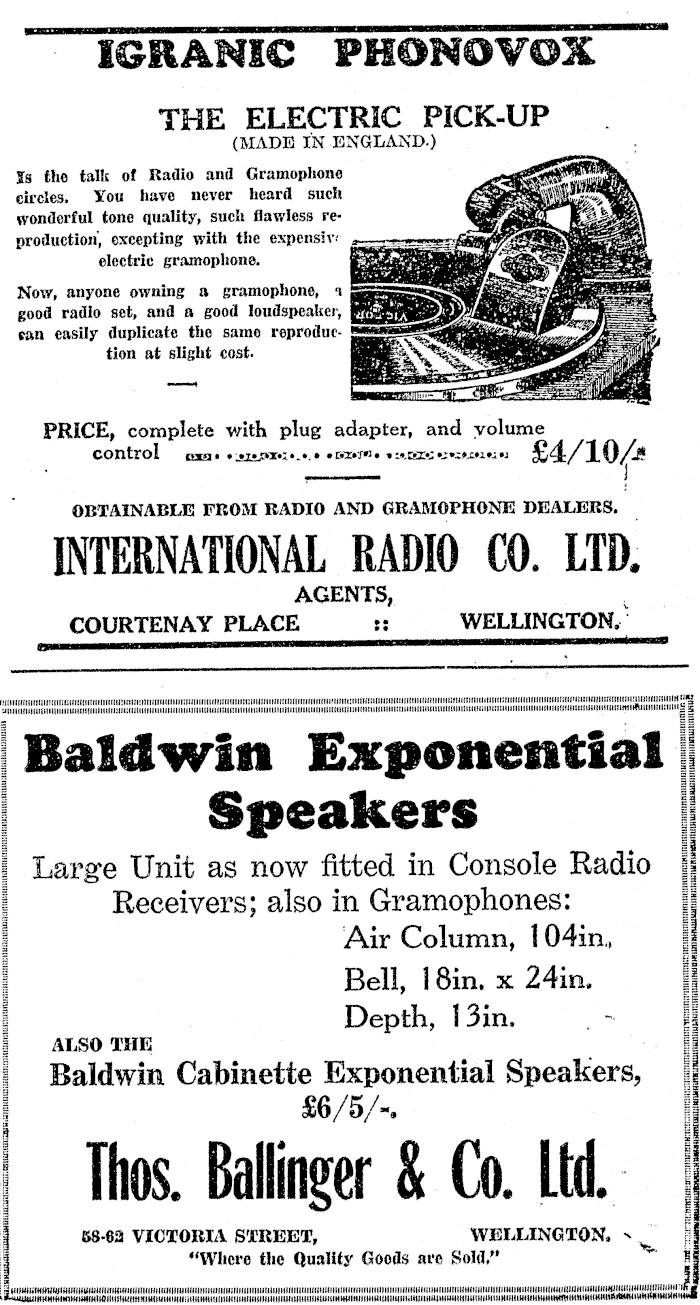 IGRANIC PHONOVOX
THE ELECTRIC PICK-UP
(MADE IN ENGLAND.)
Is the talk of Radio and Gramophone
circles. You have never heard such
wonderful tone quality, such flawless re-
production, excepting with the expensive
electric gramophone.
Now, anyone owning a gramophone, a
good radio set, and a good loudspeaker,
can easily duplicate the same reproduc-
tion at slight cost.
PRICE, complete with plug adapter, and volume
control £4/10/-
OBTAINABLE FROM RADIO AND GRAMOPHONE DEALERS.
INTERNATIONAL RADIO CO. LTD.
AGENTS,
COURTENAY PLACE :: WELLINGTON.
Baldwin Exponential
Speakers
Large Unit as now fitted in Console Radio
Receivers; also in Gramophones:
Air Column, 104in.,
Bell, 18in. x 24in.
Depth, 13in.
ALSO THE
Baldwin Cabinette Exponential Speakers,
£6/5/-.
Thos. Ballinger & Co. Ltd.
58-62 VICTORIA STREET, WELLINGTON.
"Where the Quality Goods are Sold."